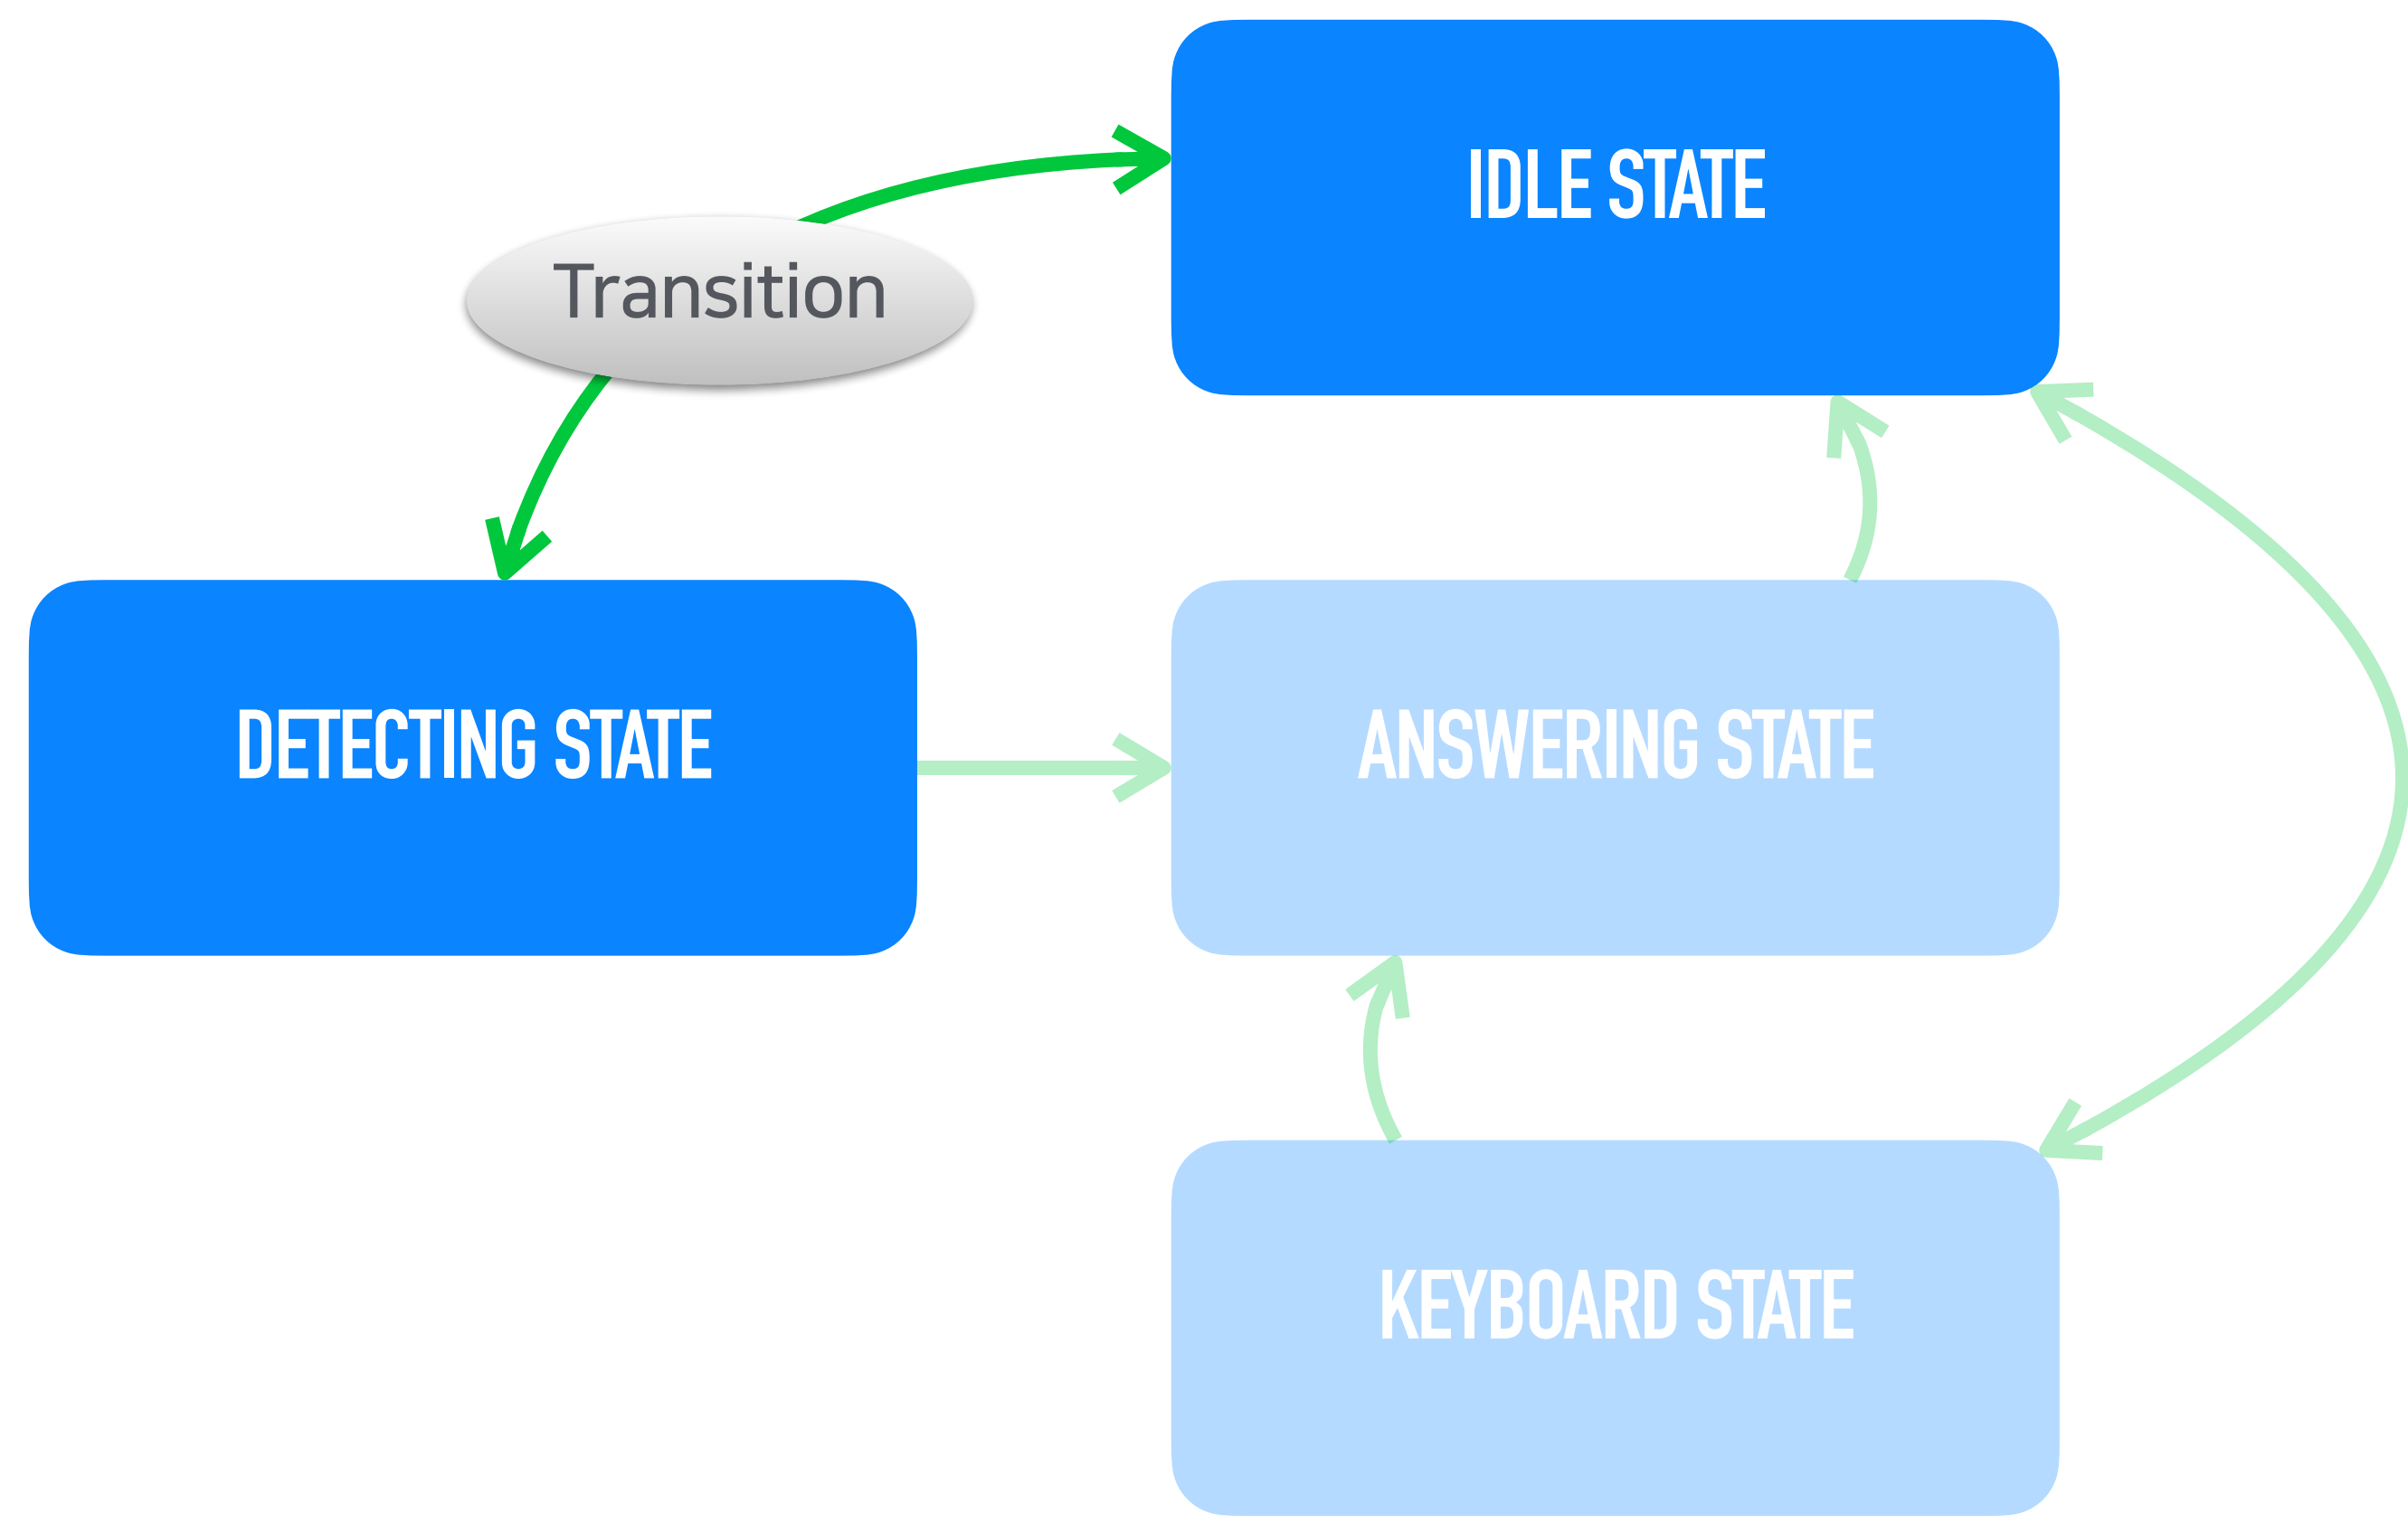 IDLE STATE
Transition
DETECTING STATE
ANSWERING STATE
KEYBOARD STATE